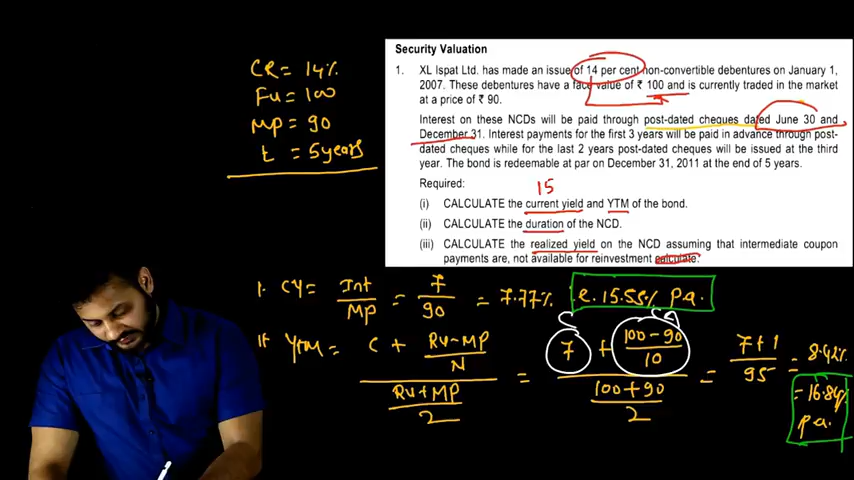 CR = 14%
FV = 100
MP = 90
t = 5 years
Security Valuation
1. XL Ispat Ltd. has made an issue of 14 per cent non-convertible debentures on January 1,
2007. These debentures have a face value of ₹ 100 and is currently traded in the market
at a price of ₹ 90.
Interest on these NCDs will be paid through post-dated cheques dated June 30 and
December 31. Interest payments for the first 3 years will be paid in advance through post-
dated cheques while for the last 2 years post-dated cheques will be issued at the third
year. The bond is redeemable at par on December 31, 2011 at the end of 5 years.
Required:
15
(i) CALCULATE the current yield and YTM of the bond.
(ii) CALCULATE the duration of the NCD.
(iii) CALCULATE the realized yield on the NCD assuming that intermediate coupon
payments are, not available for reinvestment calculate.
1. CY = Int/MP = 7/90 = 7.77% 15.55% pa.
YTM = C + RV-MP/N / RV+MP/2 = 7 + 100-90/10 / 100+90/2 = 7+1/95 = 8.42%
= 16.84%
pa.